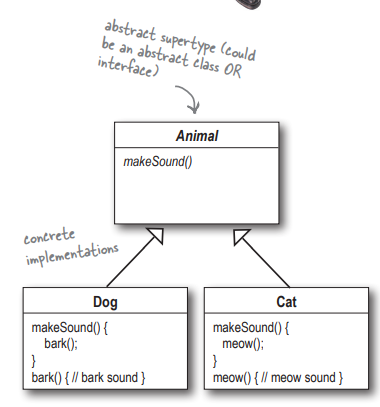 abstract supertype (could
be an abstract class OR
interface)
Animal
makeSound()
concrete
implementations
Dog
makeSound() {
bark();
}
bark() { // bark sound }
Cat
makeSound() {
meow();
}
meow() { // meow sound }